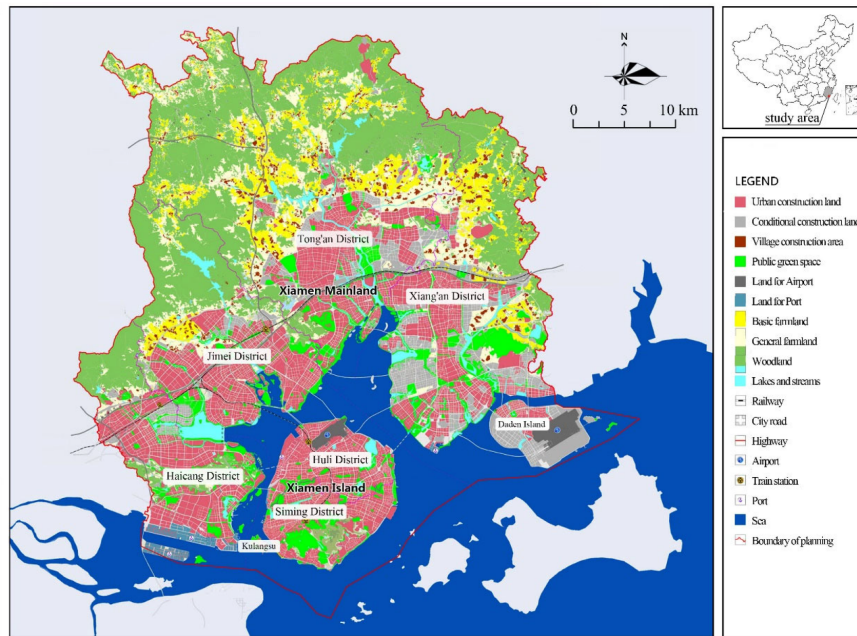 N
0 5 10 km
study area
Tong'an District
Xiamen Mainland
Xiang'an District
Jimei District
Daden Island
Huli District
Haicang District
Xiamen Island
Siming District
Kulangsu
LEGEND
Urban construction land
Conditional construction land
Village construction area
Public green space
Land for Airport
Land for Port
Basic farmland
General farmland
Woodland
Lakes and streams
Railway
City road
Highway
Airport
Train station
Port
Sea
Boundary of planning